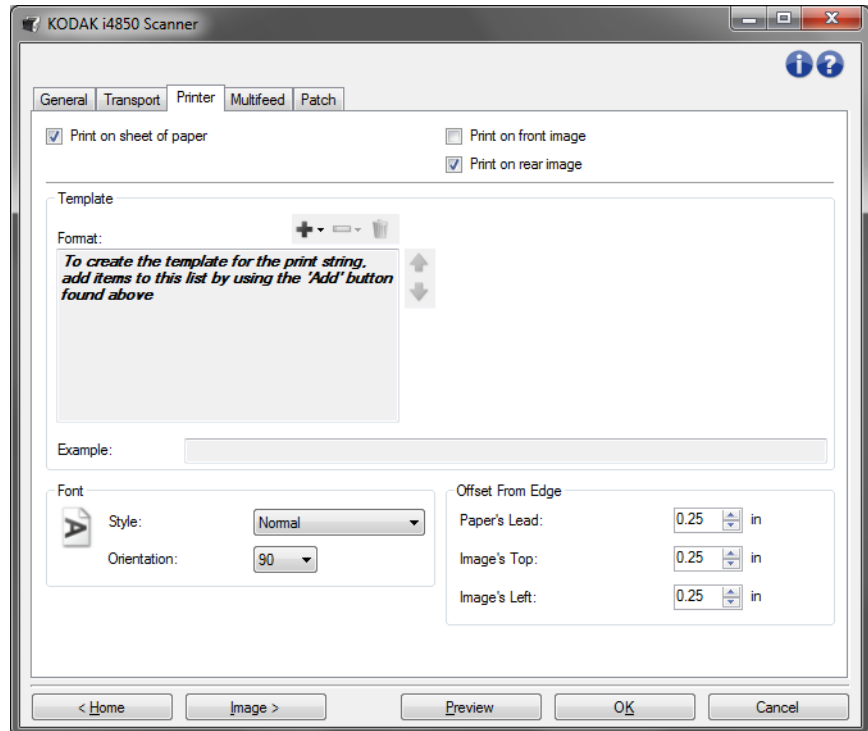 KODAK i4850 Scanner
General Transport Printer Multifeed Patch
Print on sheet of paper
Print on front image
Print on rear image
Template
Format:
To create the template for the print string,
add items to this list by using the 'Add' button
found above
Example:
Font
Style: Normal
Orientation: 90
Offset From Edge
Paper's Lead: 0.25 in
Image's Top: 0.25 in
Image's Left: 0.25 in
< Home Image > Preview OK Cancel